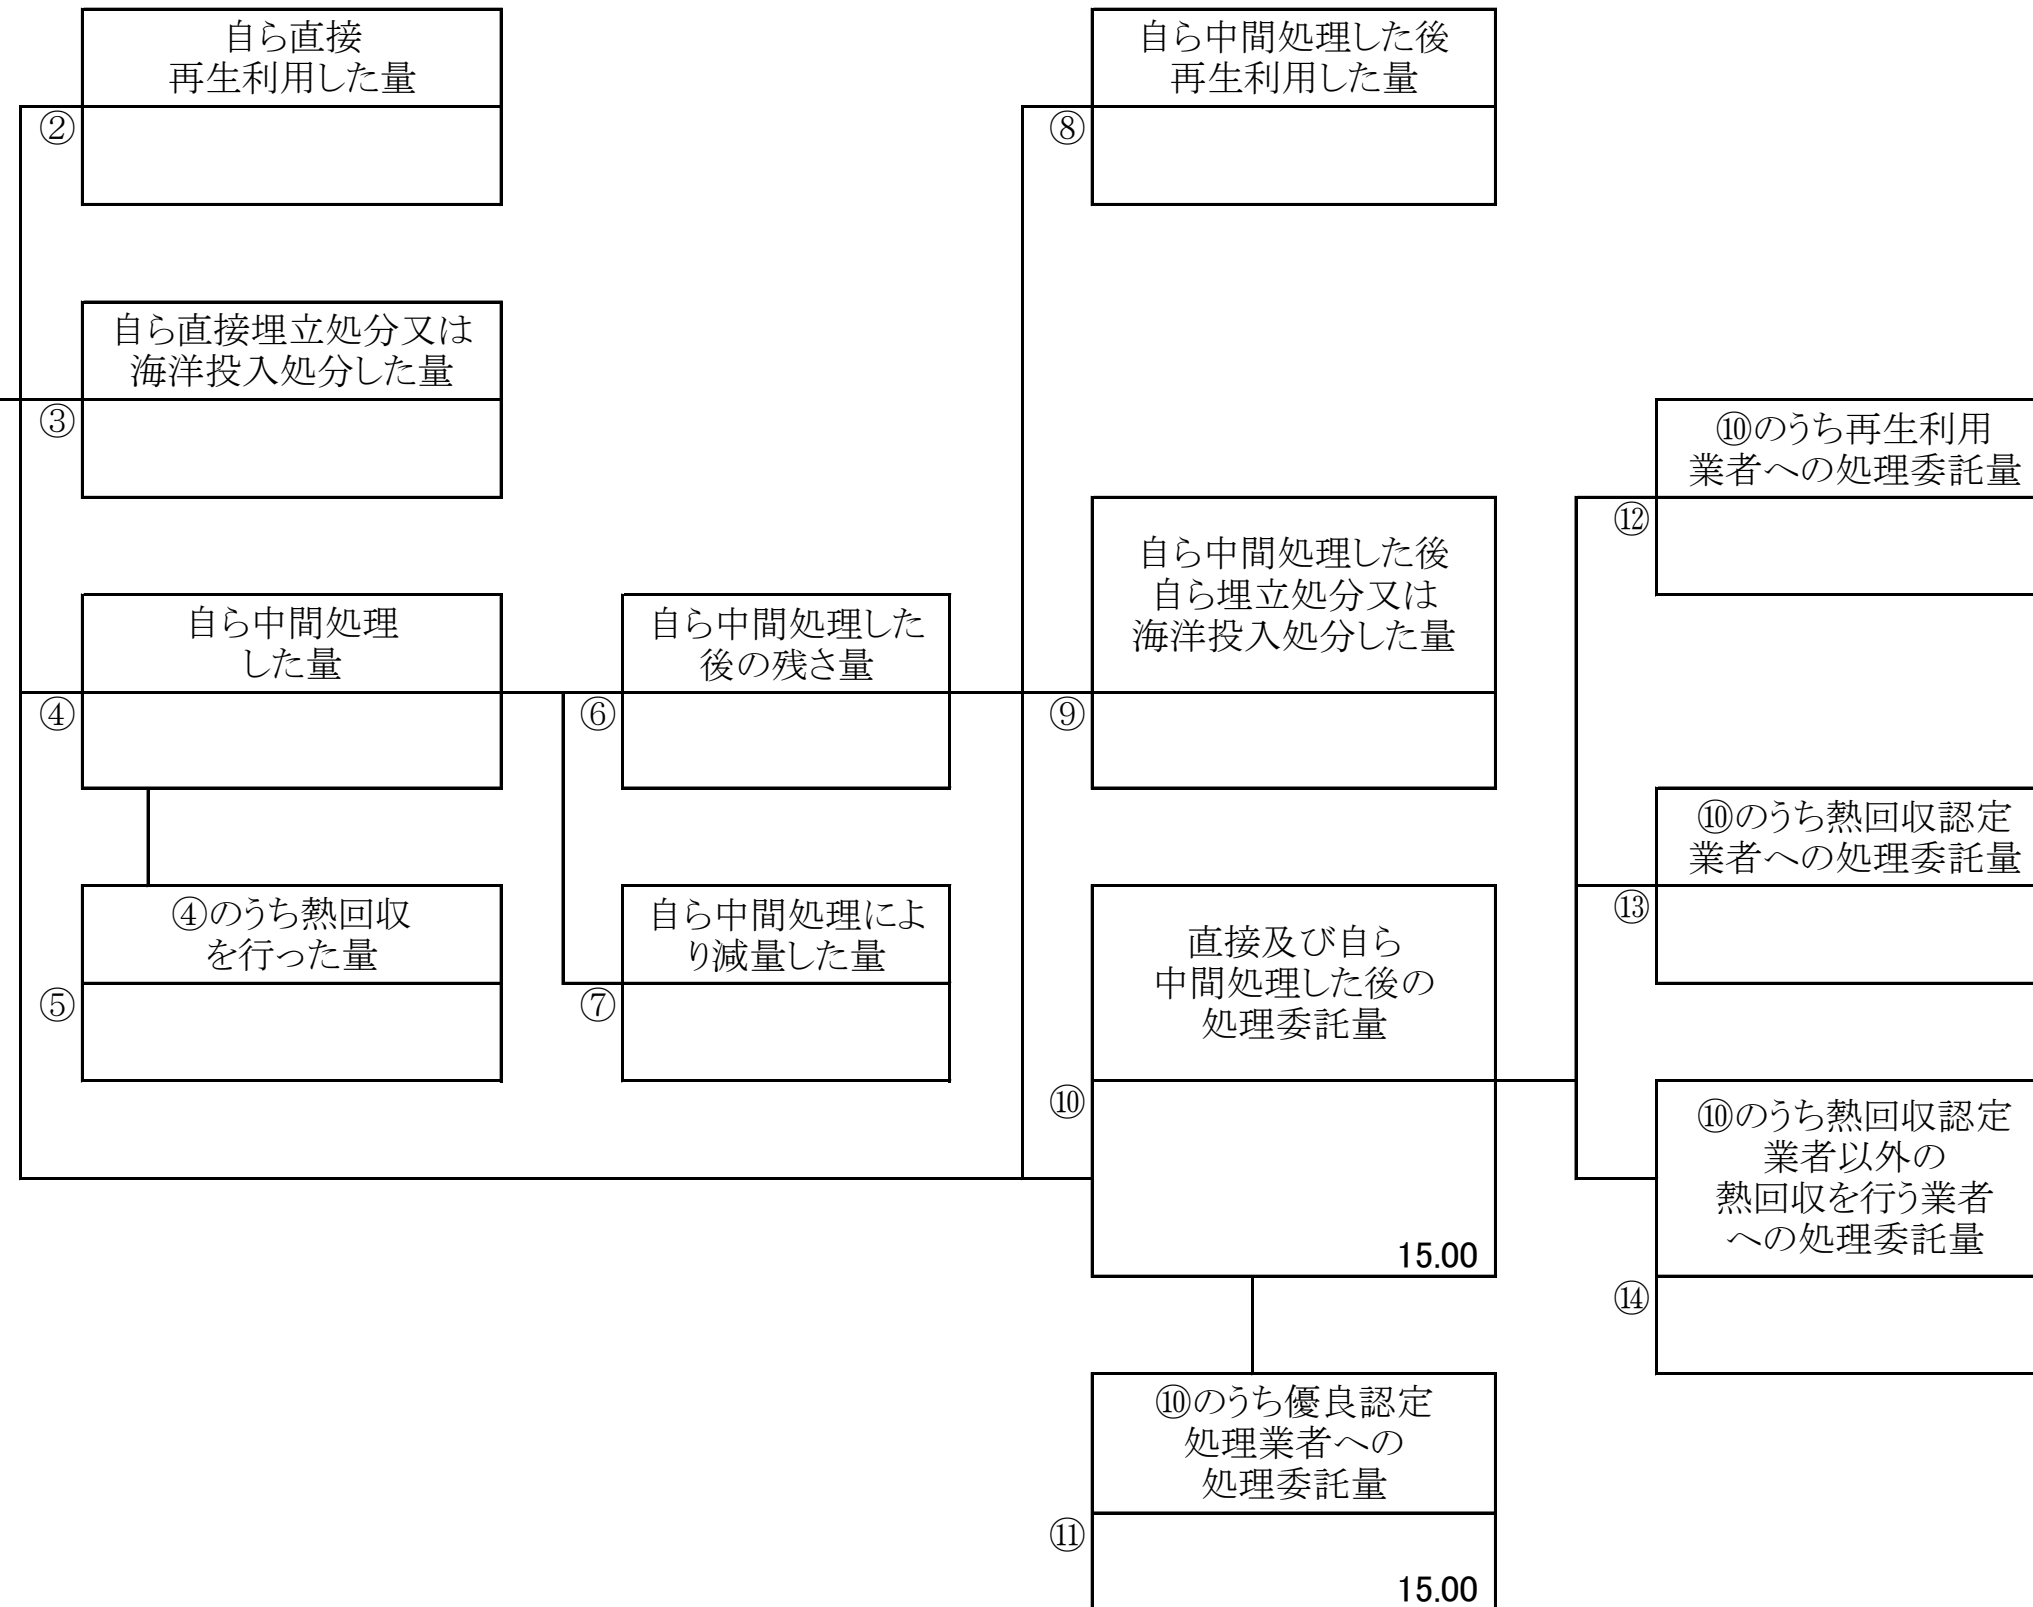 自ら直接
再生利用した量
②
自ら直接埋立処分又は
海洋投入処分した量
③
自ら中間処理
した量
④
④のうち熱回収
を行った量
⑤
自ら中間処理した
後の残さ量
⑥
自ら中間処理によ
り減量した量
⑦
自ら中間処理した後
再生利用した量
⑧
自ら中間処理した後
自ら埋立処分又は
海洋投入処分した量
⑨
直接及び自ら
中間処理した後の
処理委託量
⑩
15.00
⑩のうち優良認定
処理業者への
処理委託量
⑪
15.00
⑩のうち再生利用
業者への処理委託量
⑫
⑩のうち熱回収認定
業者への処理委託量
⑬
⑩のうち熱回収認定
業者以外の
熱回収を行う業者
への処理委託量
⑭